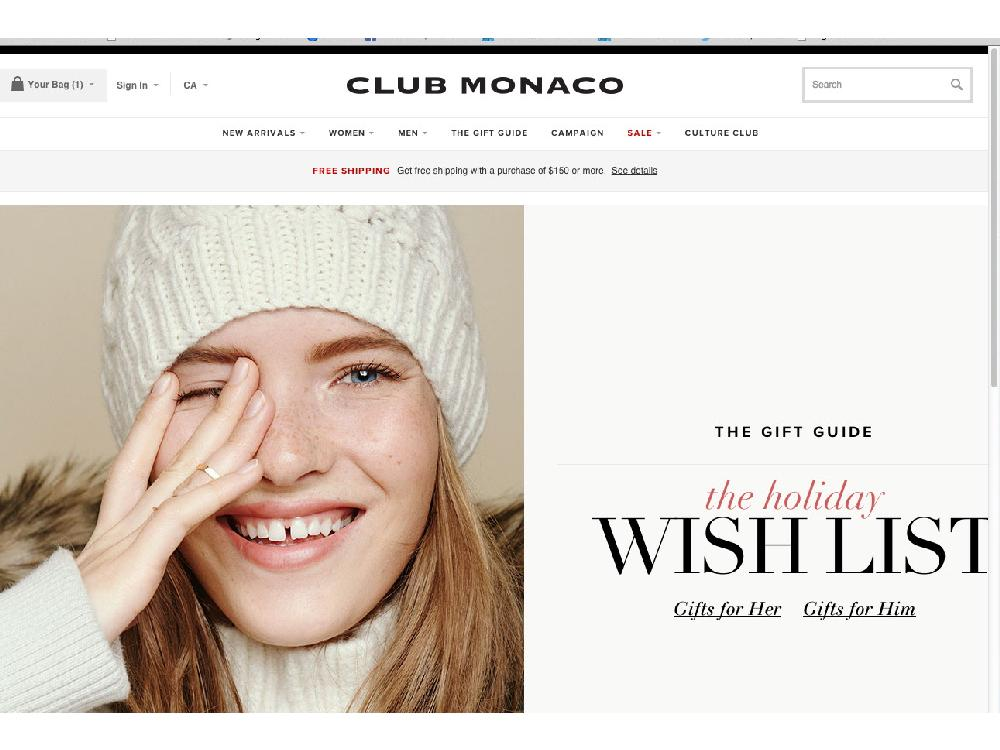 Your Bag (1)
Sign In
CA
CLUB MONACO
Search
NEW ARRIVALS WOMEN MEN THE GIFT GUIDE CAMPAIGN SALE CULTURE CLUB
FREE SHIPPING Get free shipping with a purchase of $150 or more. See details
THE GIFT GUIDE
the holiday
WISH LIST
Gifts for Her Gifts for Him